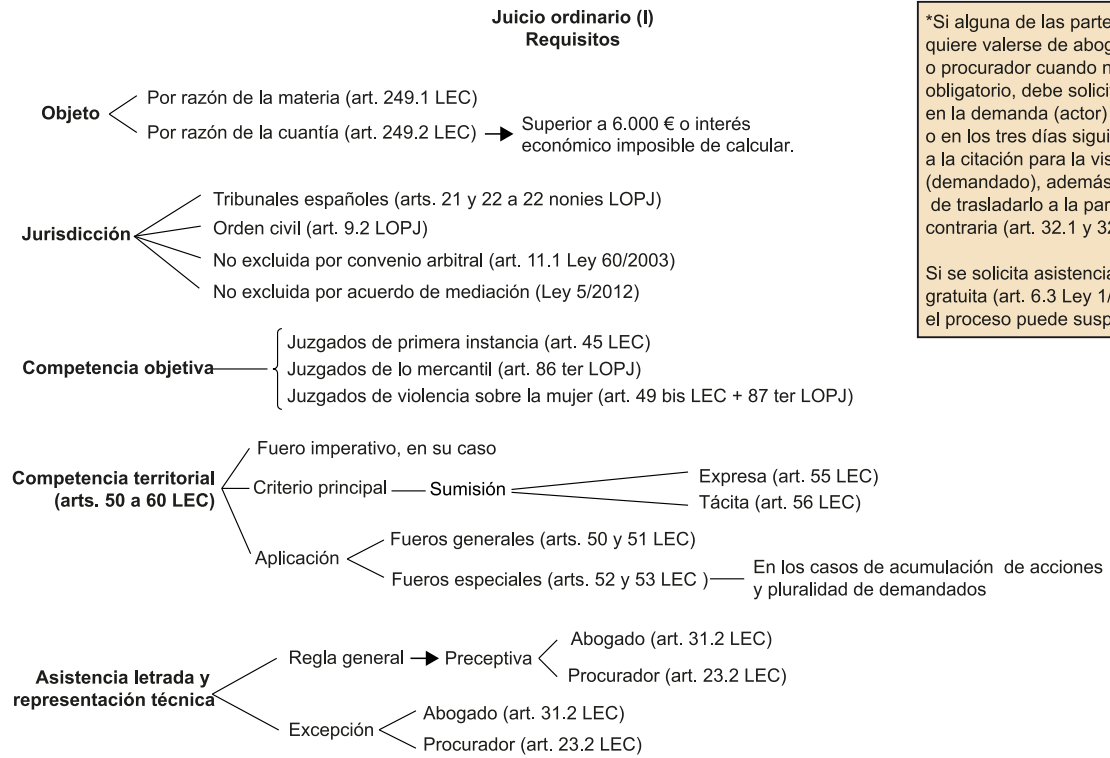 Juicio ordinario (I)
Requisitos
Objeto
Por razón de la materia (art. 249.1 LEC)
Por razón de la cuantía (art. 249.2 LEC)
Superior a 6.000 € o interés
económico imposible de calcular.
Jurisdicción
Tribunales españoles (arts. 21 y 22 a 22 nonies LOPJ)
Orden civil (art. 9.2 LOPJ)
No excluida por convenio arbitral (art. 11.1 Ley 60/2003)
No excluida por acuerdo de mediación (Ley 5/2012)
Competencia objetiva
Juzgados de primera instancia (art. 45 LEC)
Juzgados de lo mercantil (art. 86 ter LOPJ)
Juzgados de violencia sobre la mujer (art. 49 bis LEC + 87 ter LOPJ)
Competencia territorial
(arts. 50 a 60 LEC)
Fuero imperativo, en su caso
Criterio principal
Sumisión
Expresa (art. 55 LEC)
Tácita (art. 56 LEC)
Aplicación
Fueros generales (arts. 50 y 51 LEC)
Fueros especiales (arts. 52 y 53 LEC )
En los casos de acumulación de acciones
y pluralidad de demandados
Asistencia letrada y
representación técnica
Regla general
Preceptiva
Abogado (art. 31.2 LEC)
Procurador (art. 23.2 LEC)
Excepción
Abogado (art. 31.2 LEC)
Procurador (art. 23.2 LEC)
*Si alguna de las parte
quiere valerse de abog
o procurador cuando n
obligatorio, debe solici
en la demanda (actor)
o en los tres días sigui
a la citación para la vis
(demandado), además
de trasladarlo a la par
contraria (art. 32.1 y 32
Si se solicita asistencia
gratuita (art. 6.3 Ley 1/
el proceso puede susp